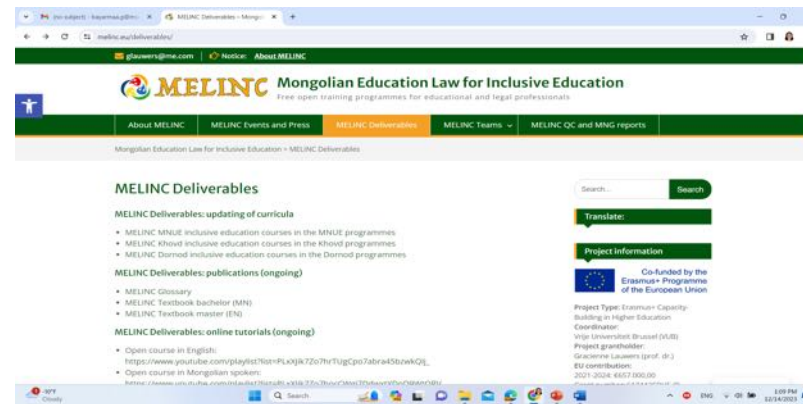 (no subject) - bayarmaa.p@mo
MELINC Deliverables – Mongo
melinc.eu/deliverables/
glauwers@me.com | Notice: About MELINC
MELINC
Mongolian Education Law for Inclusive Education
Free open training programmes for educational and legal professionals
About MELINC MELINC Events and Press MELINC Deliverables MELINC Teams MELINC QC and MNG reports
Mongolian Education Law for Inclusive Education > MELINC Deliverables
MELINC Deliverables
MELINC Deliverables: updating of curricula
• MELINC MNUE inclusive education courses in the MNUE programmes
• MELINC Khovd inclusive education courses in the Khovd programmes
• MELINC Dornod inclusive education courses in the Dornod programmes
MELINC Deliverables: publications (ongoing)
• MELINC Glossary
• MELINC Textbook bachelor (MN)
• MELINC Textbook master (EN)
MELINC Deliverables: online tutorials (ongoing)
• Open course in English:
• Open course in Mongolian spoken:
Search... Search
Translate:
Project information
Co-funded by the
Erasmus+ Programme
of the European Union
Project Type: Erasmus+ Capacity-
Building in Higher Education
Coordinator:
Vrije Universiteit Brussel (VUB)
Project grantholder:
Gracienne Lauwers (prof. dr.)
EU contribution:
2021-2024: €657.000,00
Cloudy
Search
ENG
1:09 PM
12/14/2023